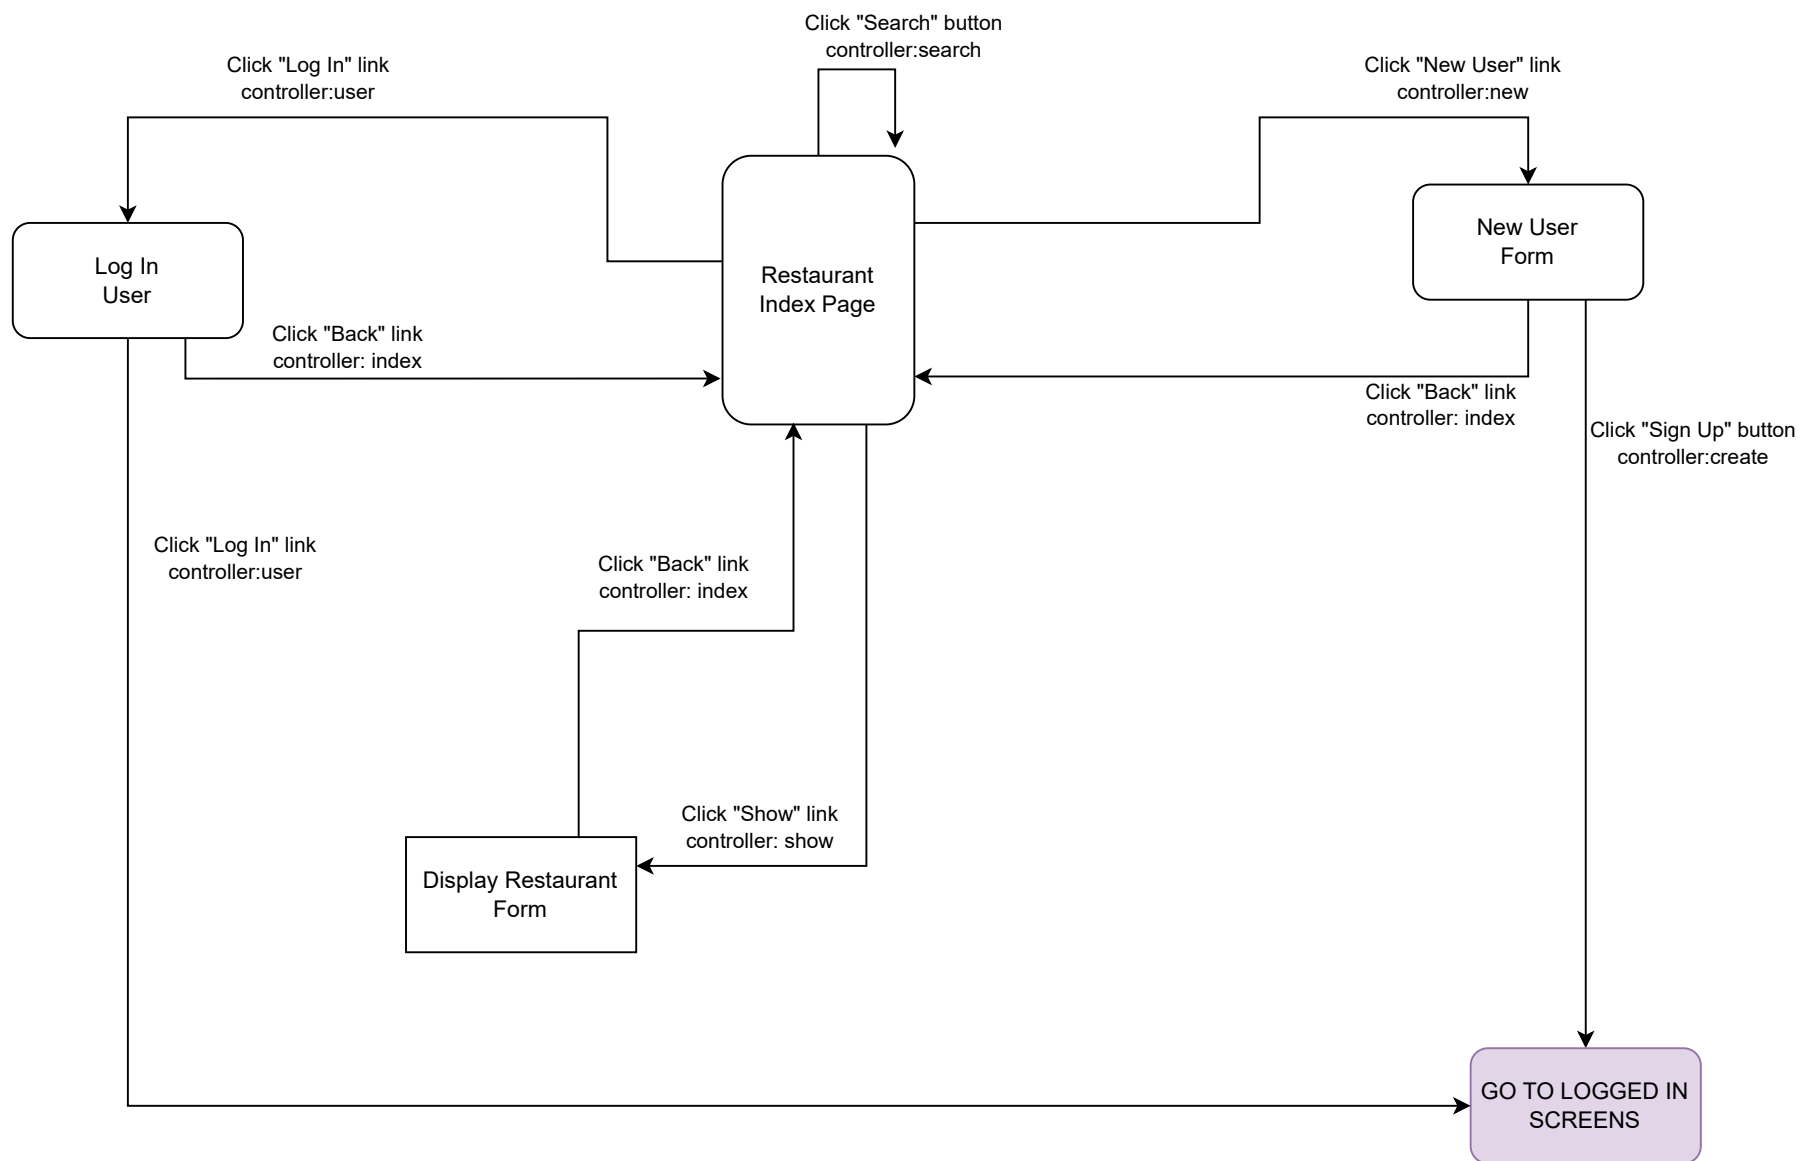 Click "Search" button
controller:search
Click "Log In" link
controller:user
Click "New User" link
controller:new
Log In
User
Restaurant
Index Page
New User
Form
Click "Back" link
controller: index
Click "Back" link
controller: index
Click "Sign Up" button
controller:create
Click "Log In" link
controller:user
Click "Back" link
controller: index
Click "Show" link
controller: show
Display Restaurant
Form
GO TO LOGGED IN
SCREENS